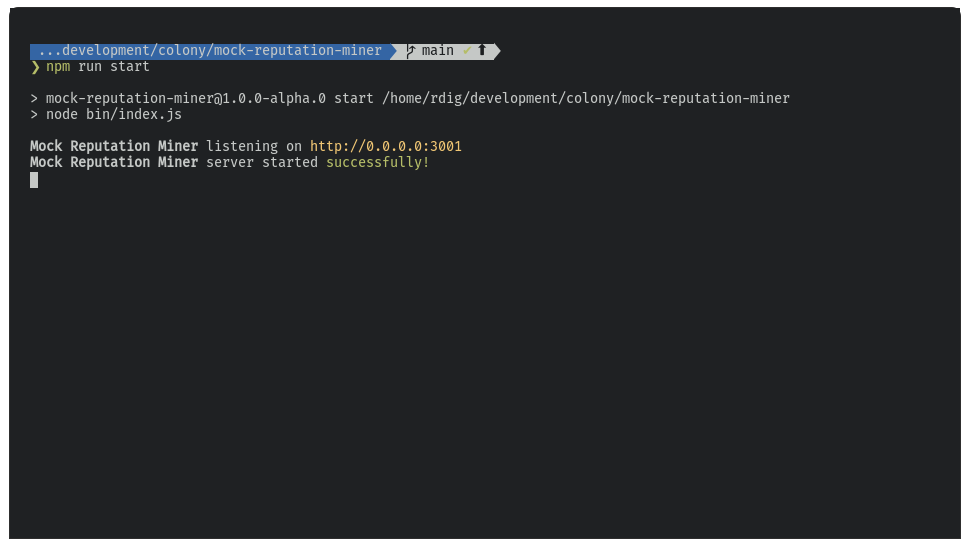 ...development/colony/mock-reputation-miner main ✓ ⬆
❯ npm run start
> mock-reputation-miner@1.0.0-alpha.0 start /home/rdig/development/colony/mock-reputation-miner
> node bin/index.js
Mock Reputation Miner listening on http://0.0.0.0:3001
Mock Reputation Miner server started successfully!